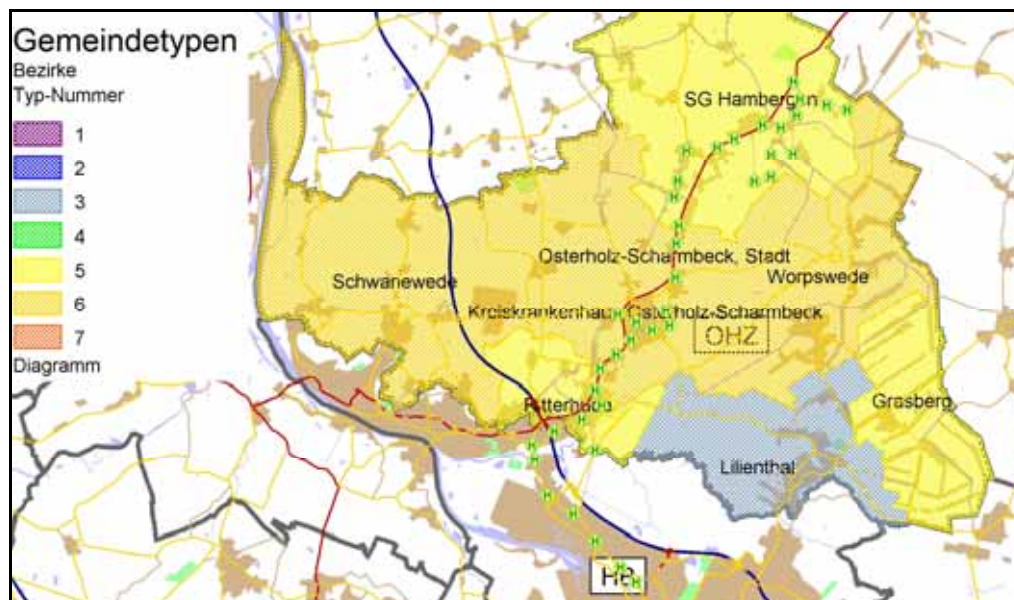 Gemeindetypen
Bezirke
Typ-Nummer
1
2
3
4
5
6
7
Diagramm
SG Hambergen
Osterholz-Scharmbeck, Stadt
Schwanewede
Worpswede
Kreiskrankenhaus Osterholz-Scharmbeck
OHZ
Ritterhude
Grasberg
Lilienthal
HB